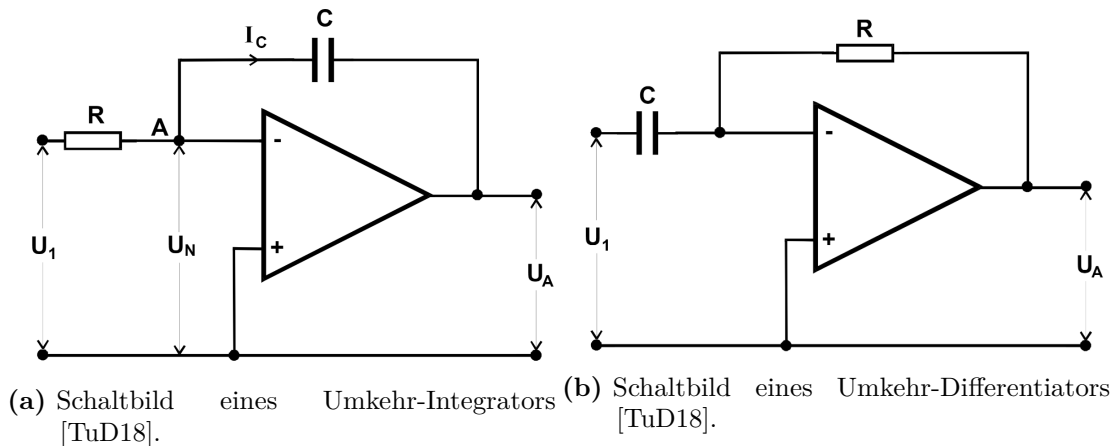 I_C
C
R
A
-
+
U_1
U_N
U_A
(a) Schaltbild eines Umkehr-Integrators
[TuD18].
R
C
-
+
U_1
U_A
(b) Schaltbild eines Umkehr-Differentiators
[TuD18].